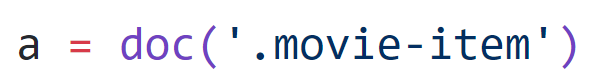 a = doc('.movie-item')